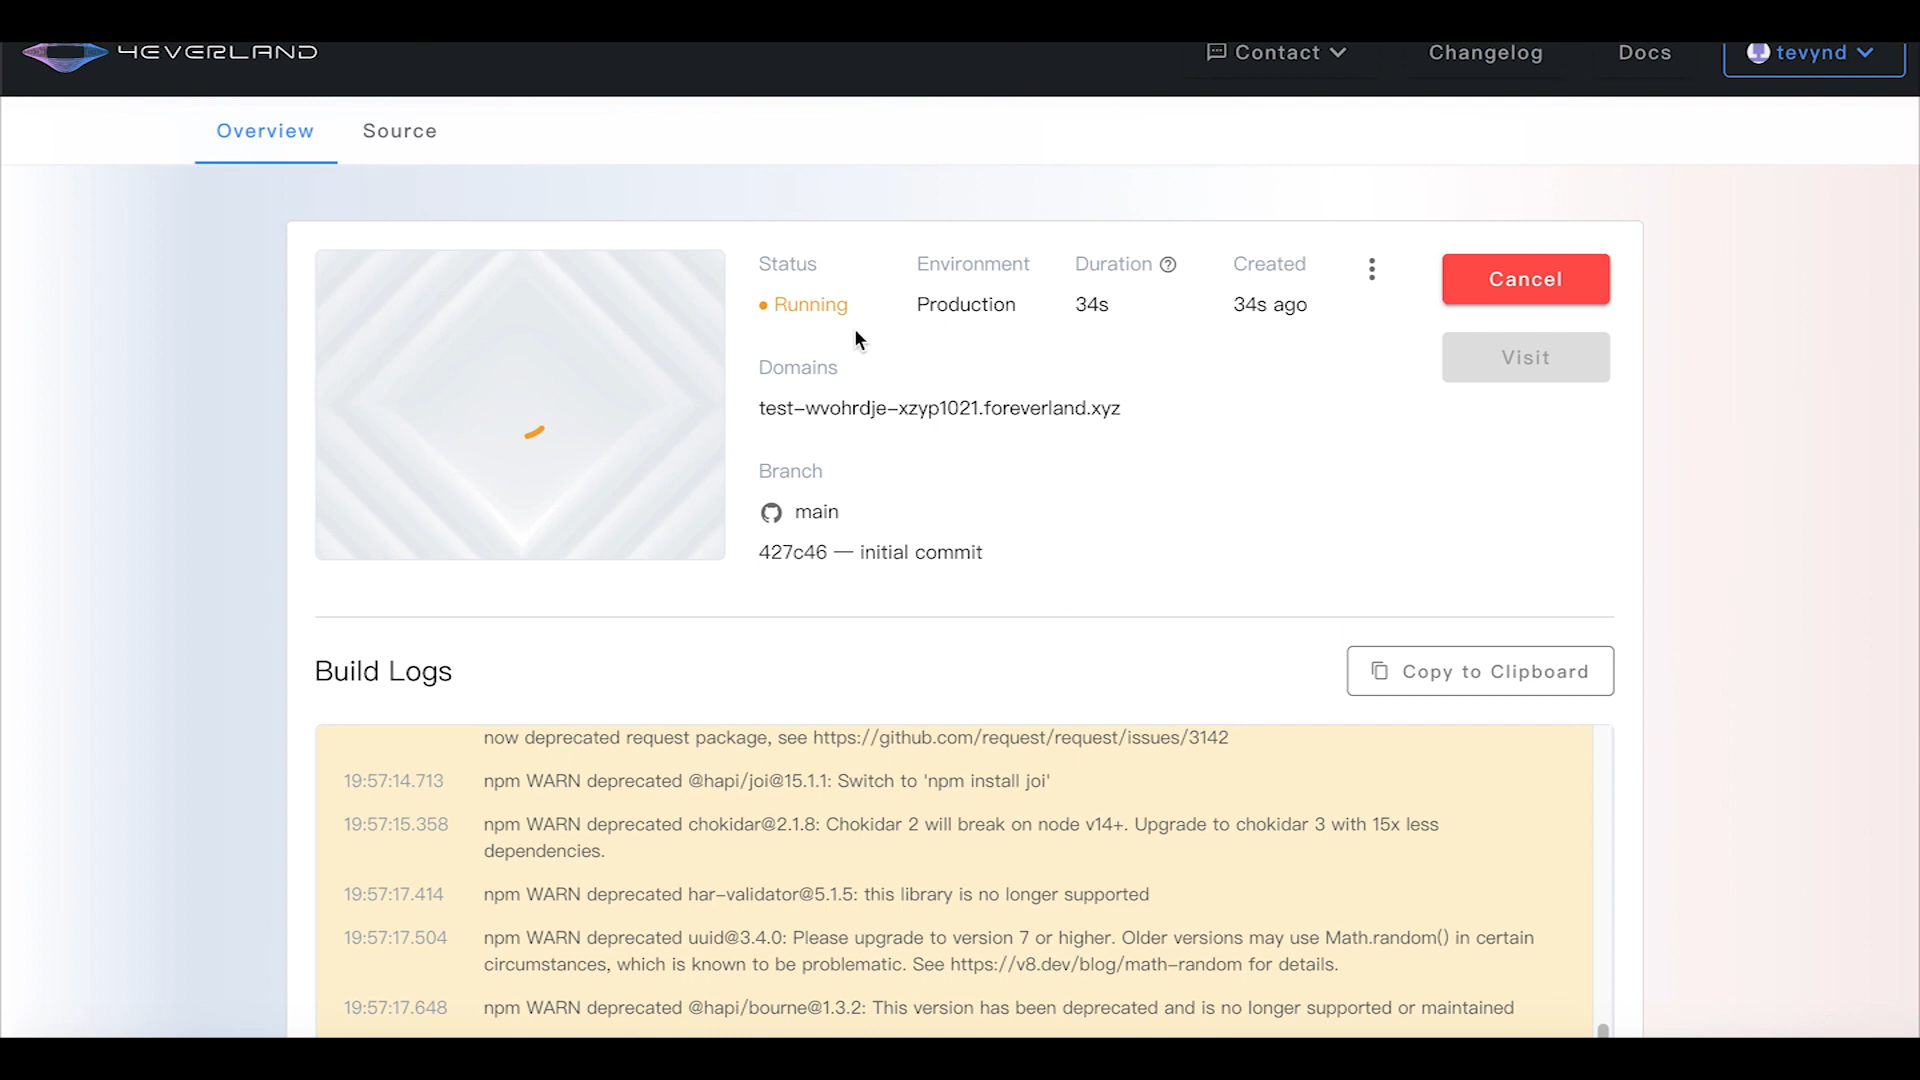 4EVERLAND
Contact
Changelog
Docs
tevynd
Overview
Source
Status
Environment
Duration
Created
Cancel
Running
Production
34s
34s ago
Visit
Domains
test-wvohrdje-xzyp1021.foreverland.xyz
Branch
main
427c46 — initial commit
Build Logs
Copy to Clipboard
now deprecated request package, see https://github.com/request/request/issues/3142
19:57:14.713 npm WARN deprecated @hapi/joi@15.1.1: Switch to 'npm install joi'
19:57:15.358 npm WARN deprecated chokidar@2.1.8: Chokidar 2 will break on node v14+. Upgrade to chokidar 3 with 15x less
dependencies.
19:57:17.414 npm WARN deprecated har-validator@5.1.5: this library is no longer supported
19:57:17.504 npm WARN deprecated uuid@3.4.0: Please upgrade to version 7 or higher. Older versions may use Math.random() in certain
circumstances, which is known to be problematic. See https://v8.dev/blog/math-random for details.
19:57:17.648 npm WARN deprecated @hapi/bourne@1.3.2: This version has been deprecated and is no longer supported or maintained